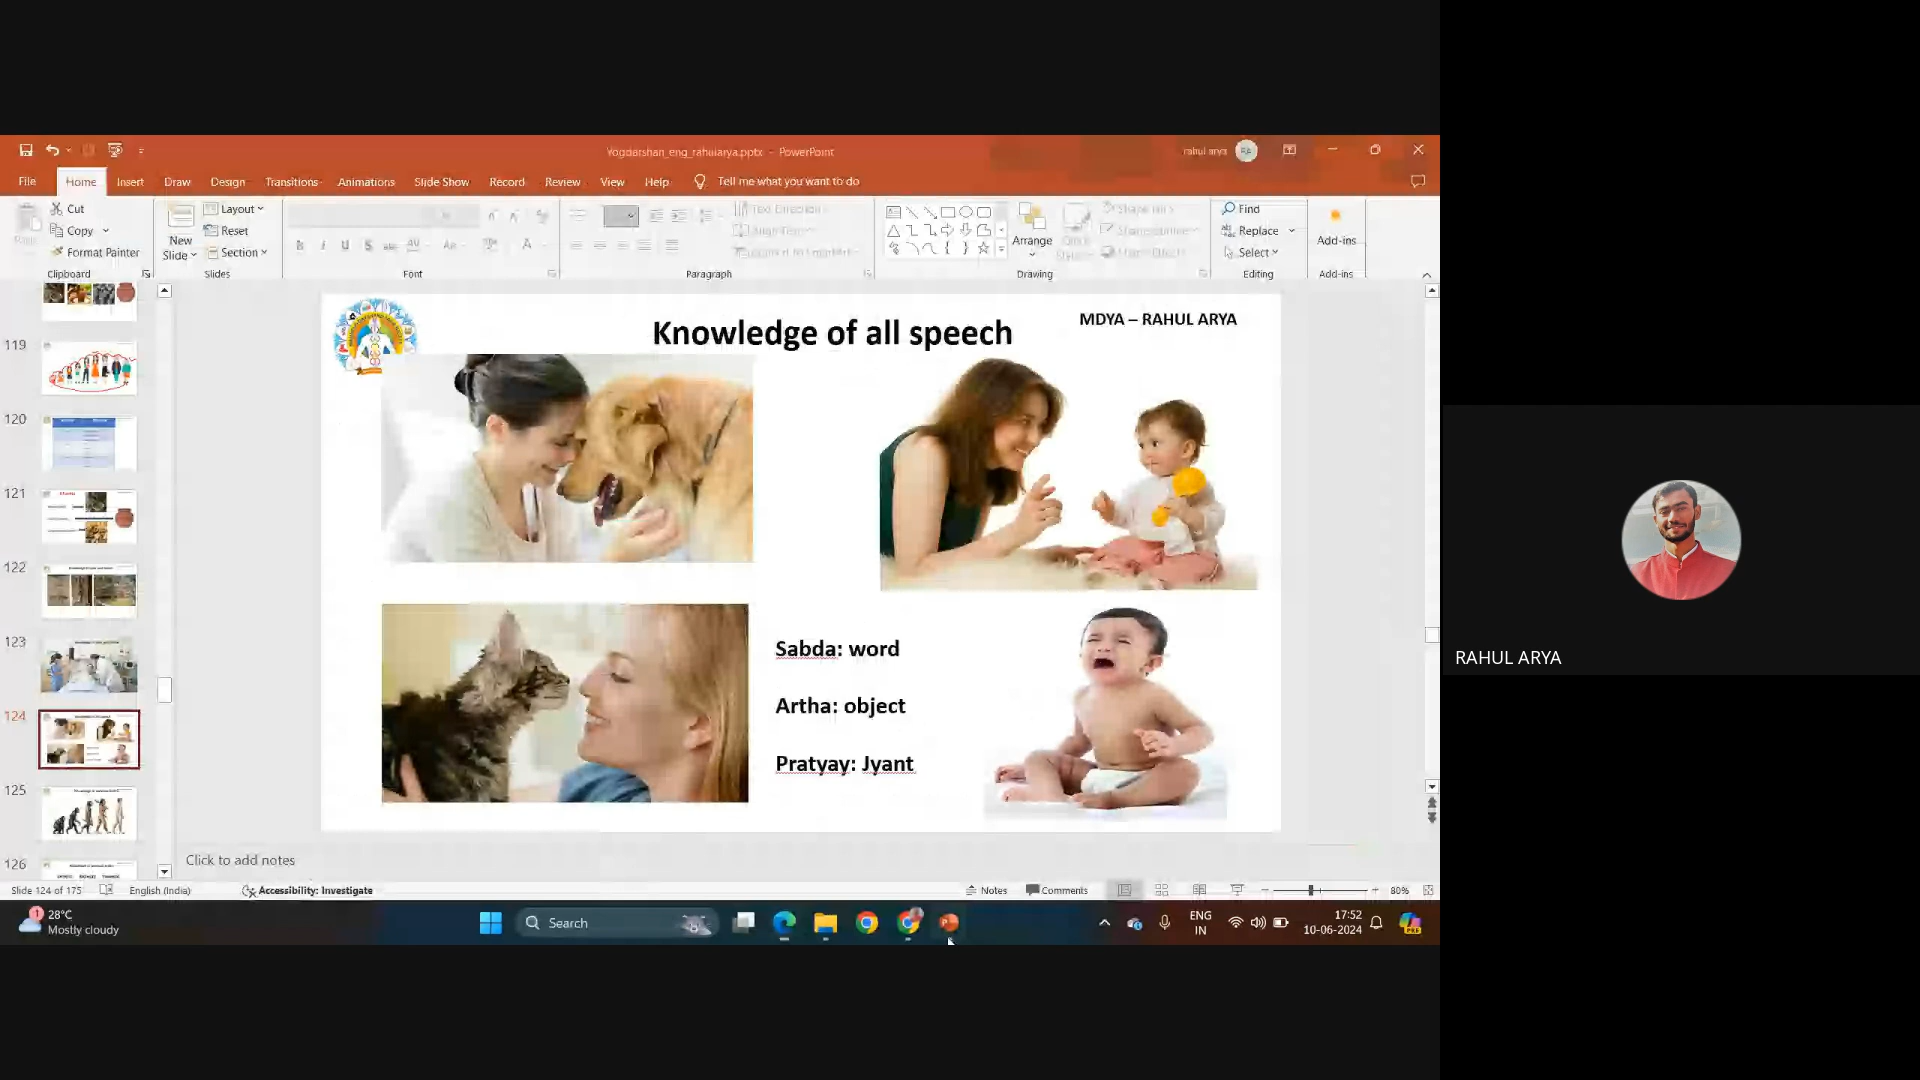 Yogdarshan_eng_rahularya.pptx - PowerPoint
rahul arya
RA
File Home Insert Draw Design Transitions Animations Slide Show Record Review View Help Tell me what you want to do
Cut
Copy
Format Painter
Clipboard
New
Slide
Layout
Reset
Section
Slides
Font
Paragraph
Arrange
Drawing
Find
Replace
Select
Editing
Add-ins
Add-ins
119
120
121
122
123
124
125
126
Knowledge of all speech
MDYA – RAHUL ARYA
Sabda: word
Artha: object
Pratyay: Jyant
Click to add notes
Slide 124 of 175
English (India)
Accessibility: Investigate
Notes
Comments
80%
1
28°C
Mostly cloudy
Search
ENG
IN
17:52
10-06-2024
RAHUL ARYA